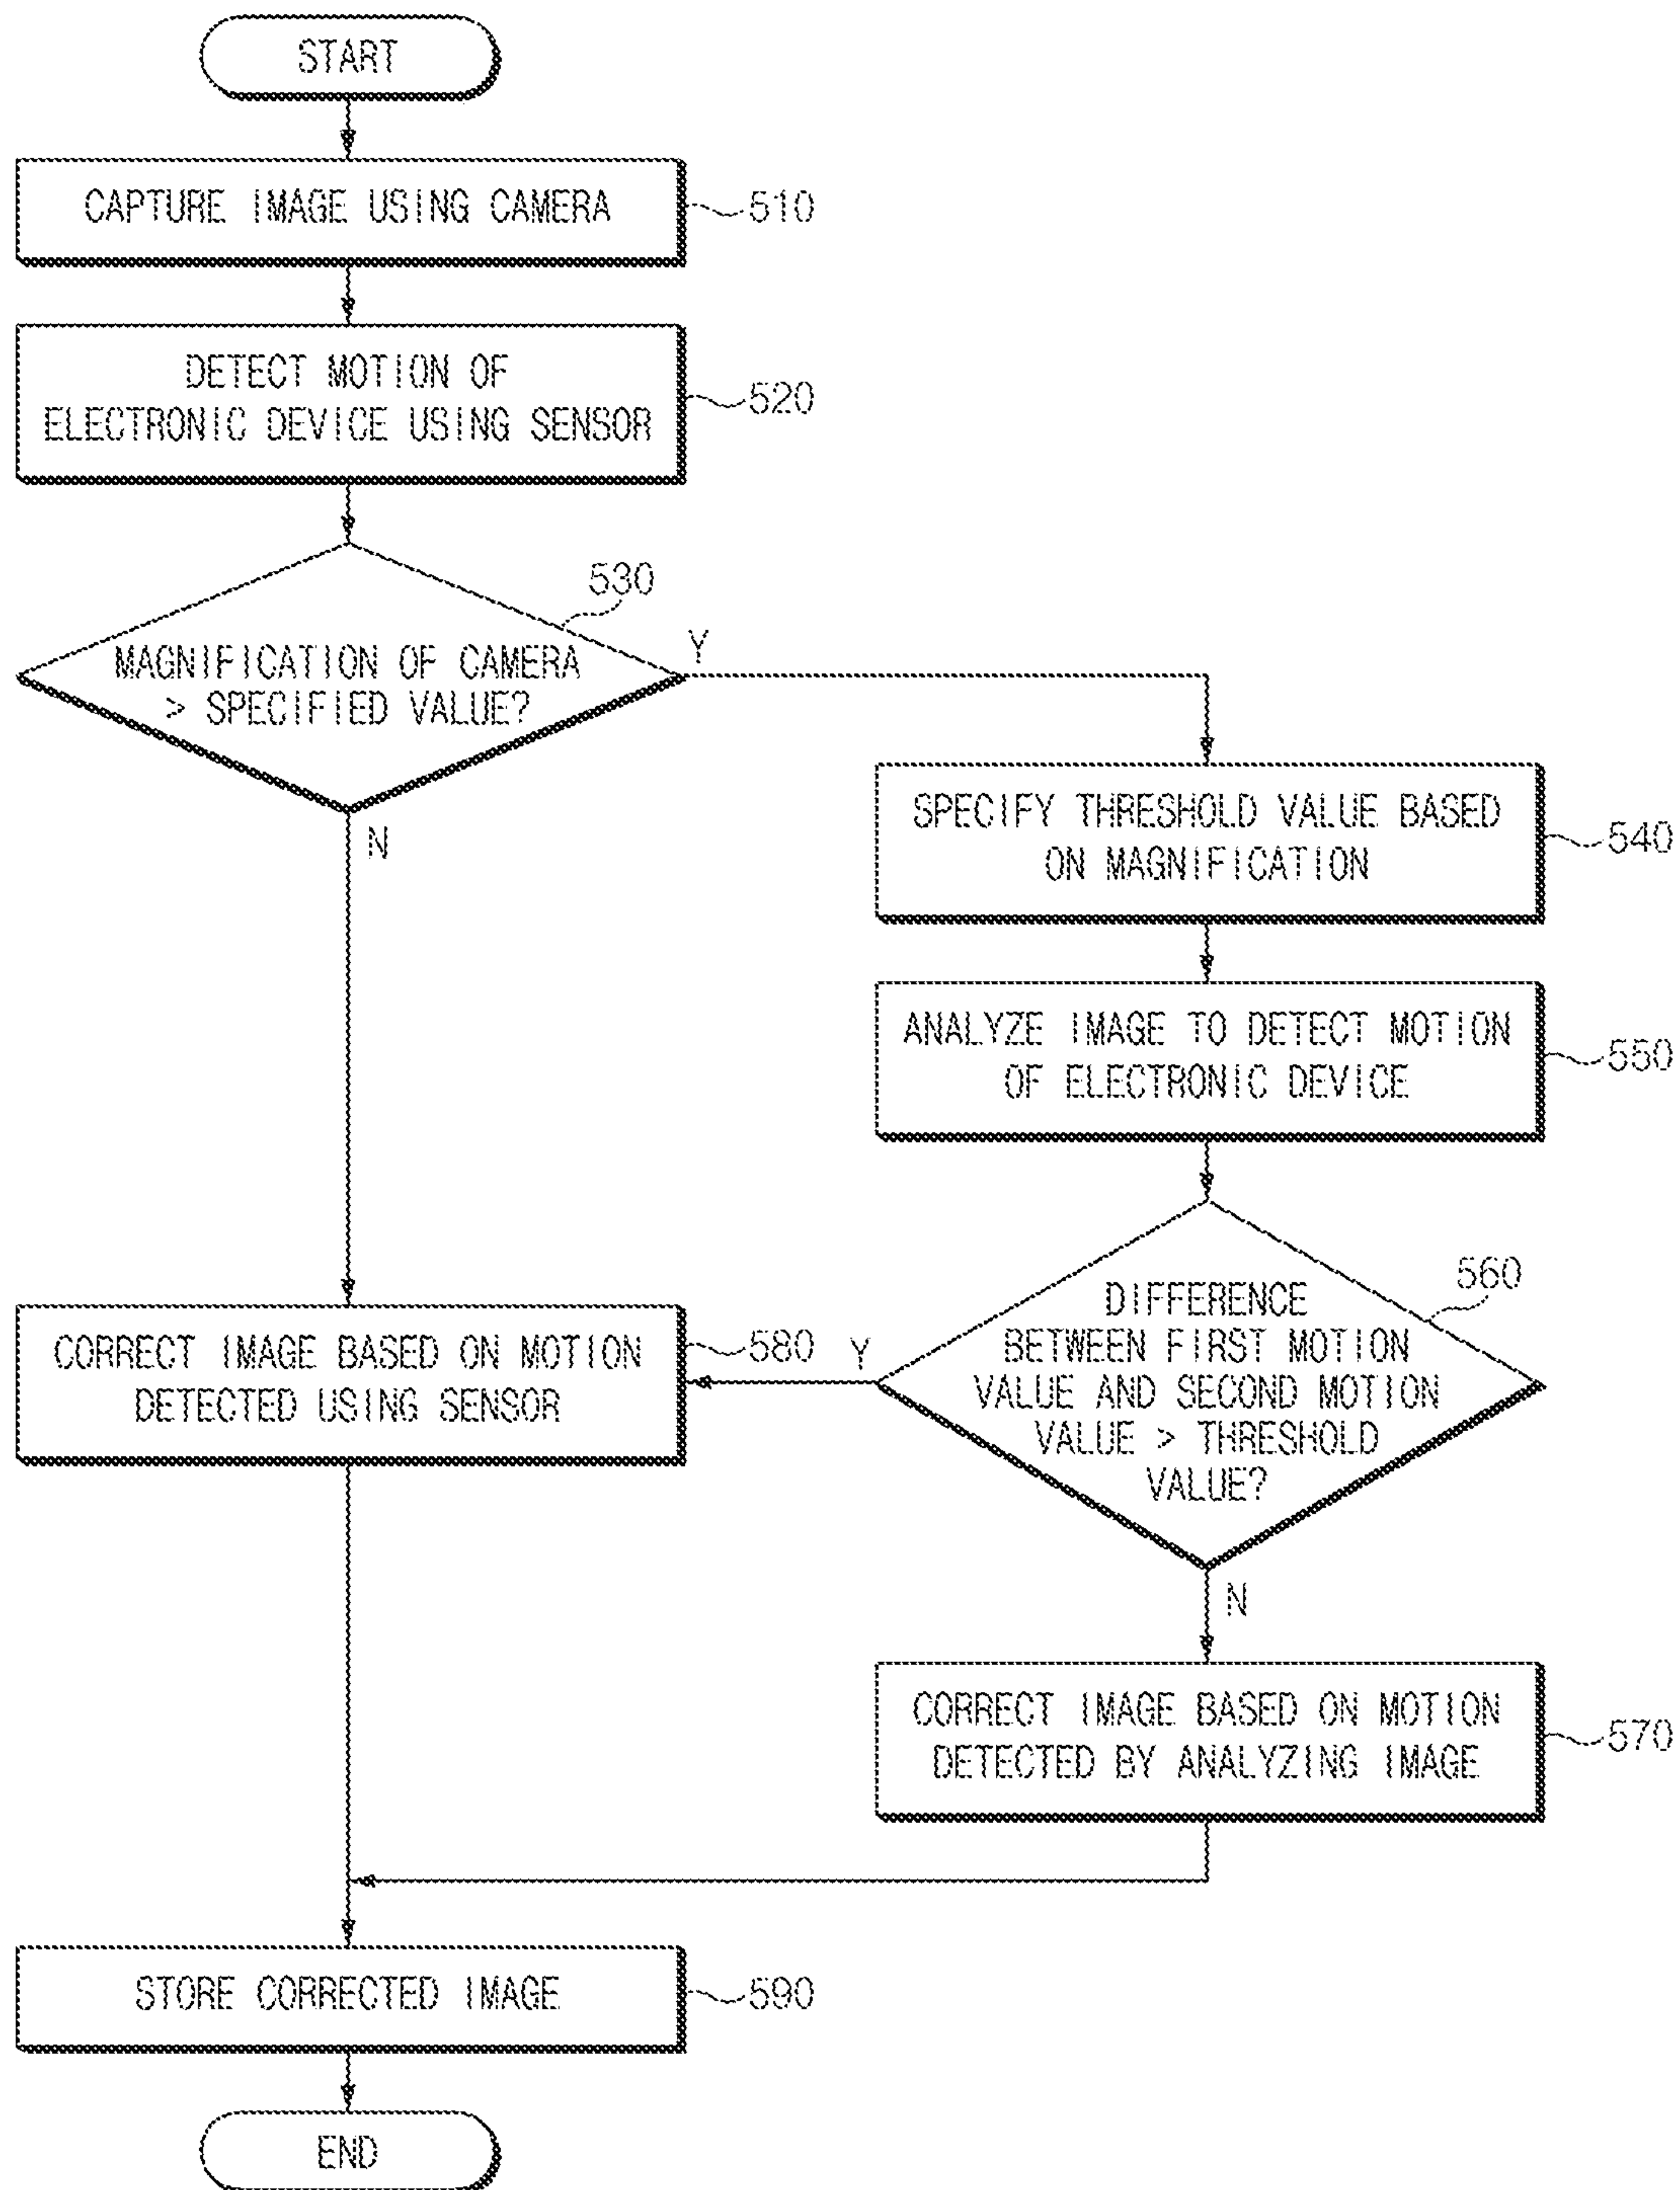 START
CAPTURE IMAGE USING CAMERA
510
DETECT MOTION OF
ELECTRONIC DEVICE USING SENSOR
520
530
MAGNIFICATION OF CAMERA
> SPECIFIED VALUE?
Y
N
SPECIFY THRESHOLD VALUE BASED
ON MAGNIFICATION
540
ANALYZE IMAGE TO DETECT MOTION
OF ELECTRONIC DEVICE
550
560
DIFFERENCE
BETWEEN FIRST MOTION
VALUE AND SECOND MOTION
VALUE > THRESHOLD
VALUE?
Y
N
CORRECT IMAGE BASED ON MOTION
DETECTED USING SENSOR
580
CORRECT IMAGE BASED ON MOTION
DETECTED BY ANALYZING IMAGE
570
STORE CORRECTED IMAGE
590
END